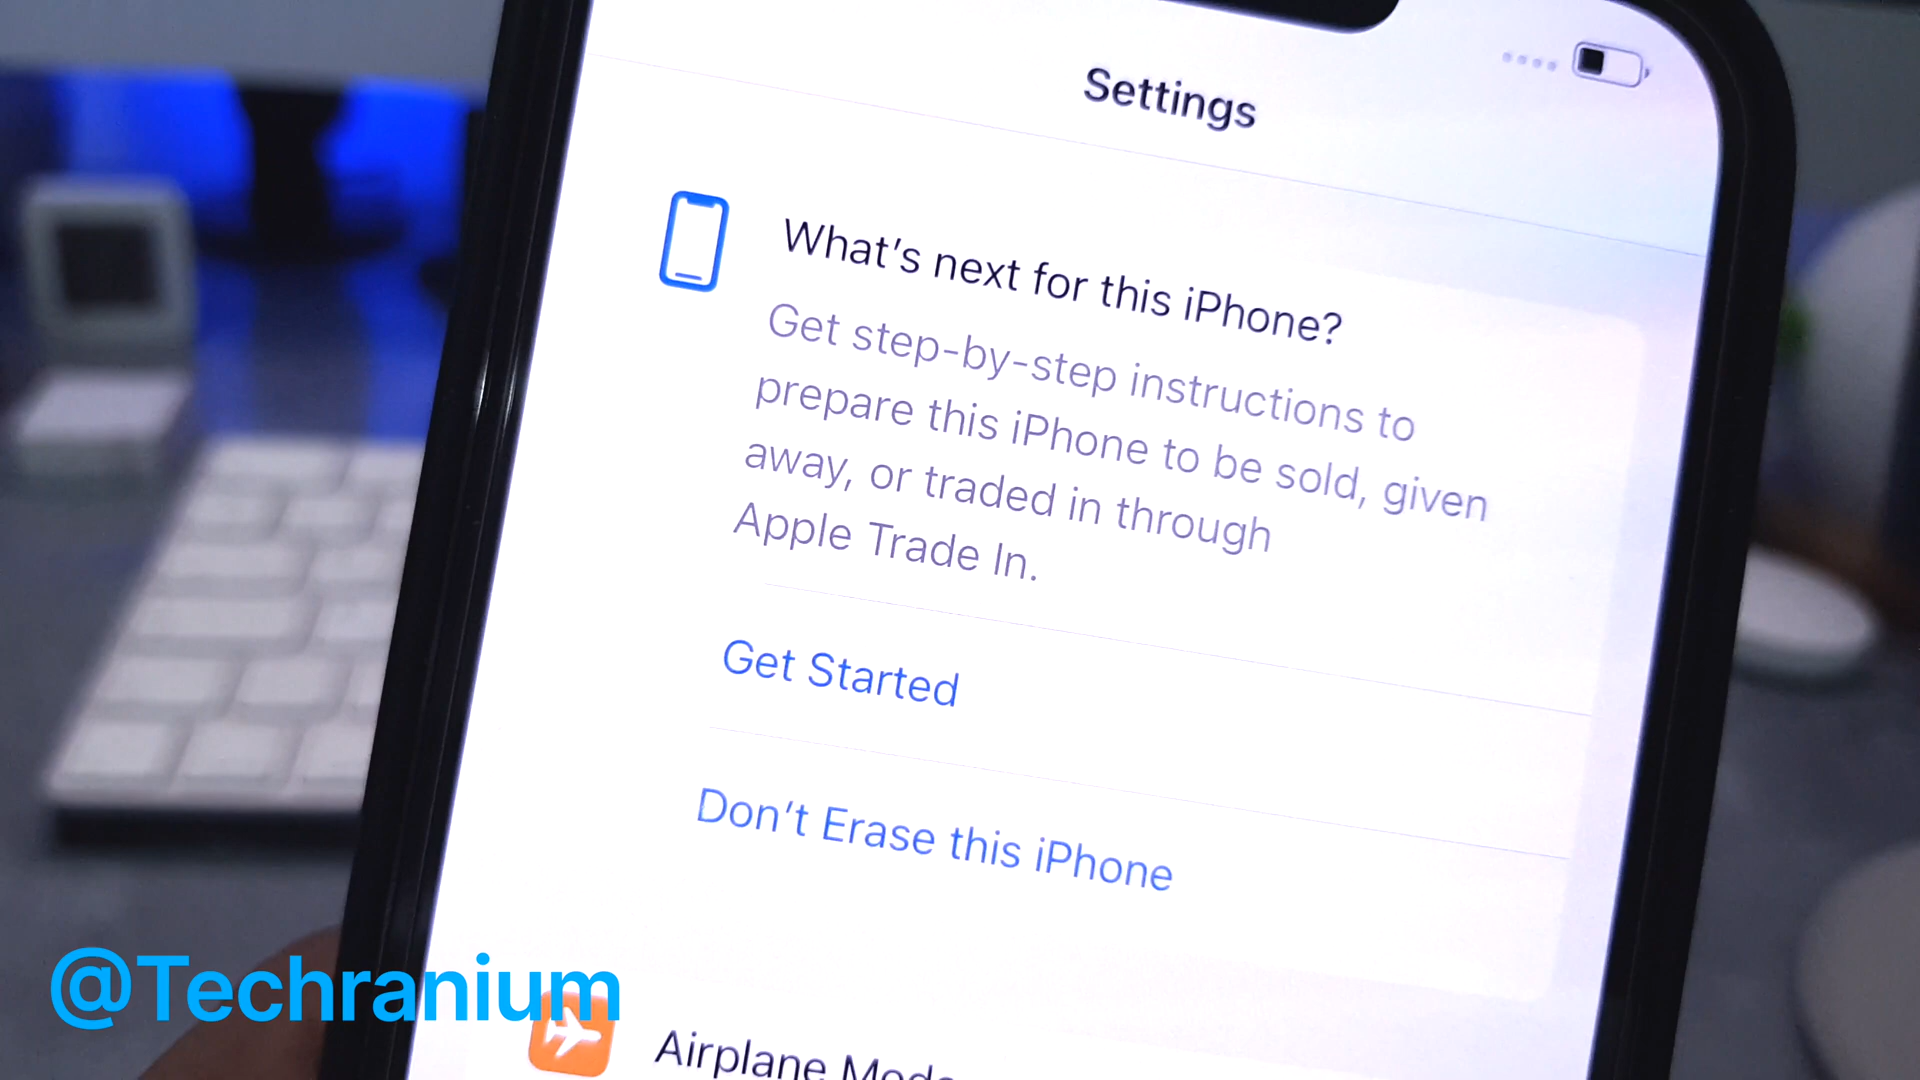 Settings
What's next for this iPhone?
Get step-by-step instructions to
prepare this iPhone to be sold, given
away, or traded in through
Apple Trade In.
Get Started
Don't Erase this iPhone
@Techranium
Airplane Mode